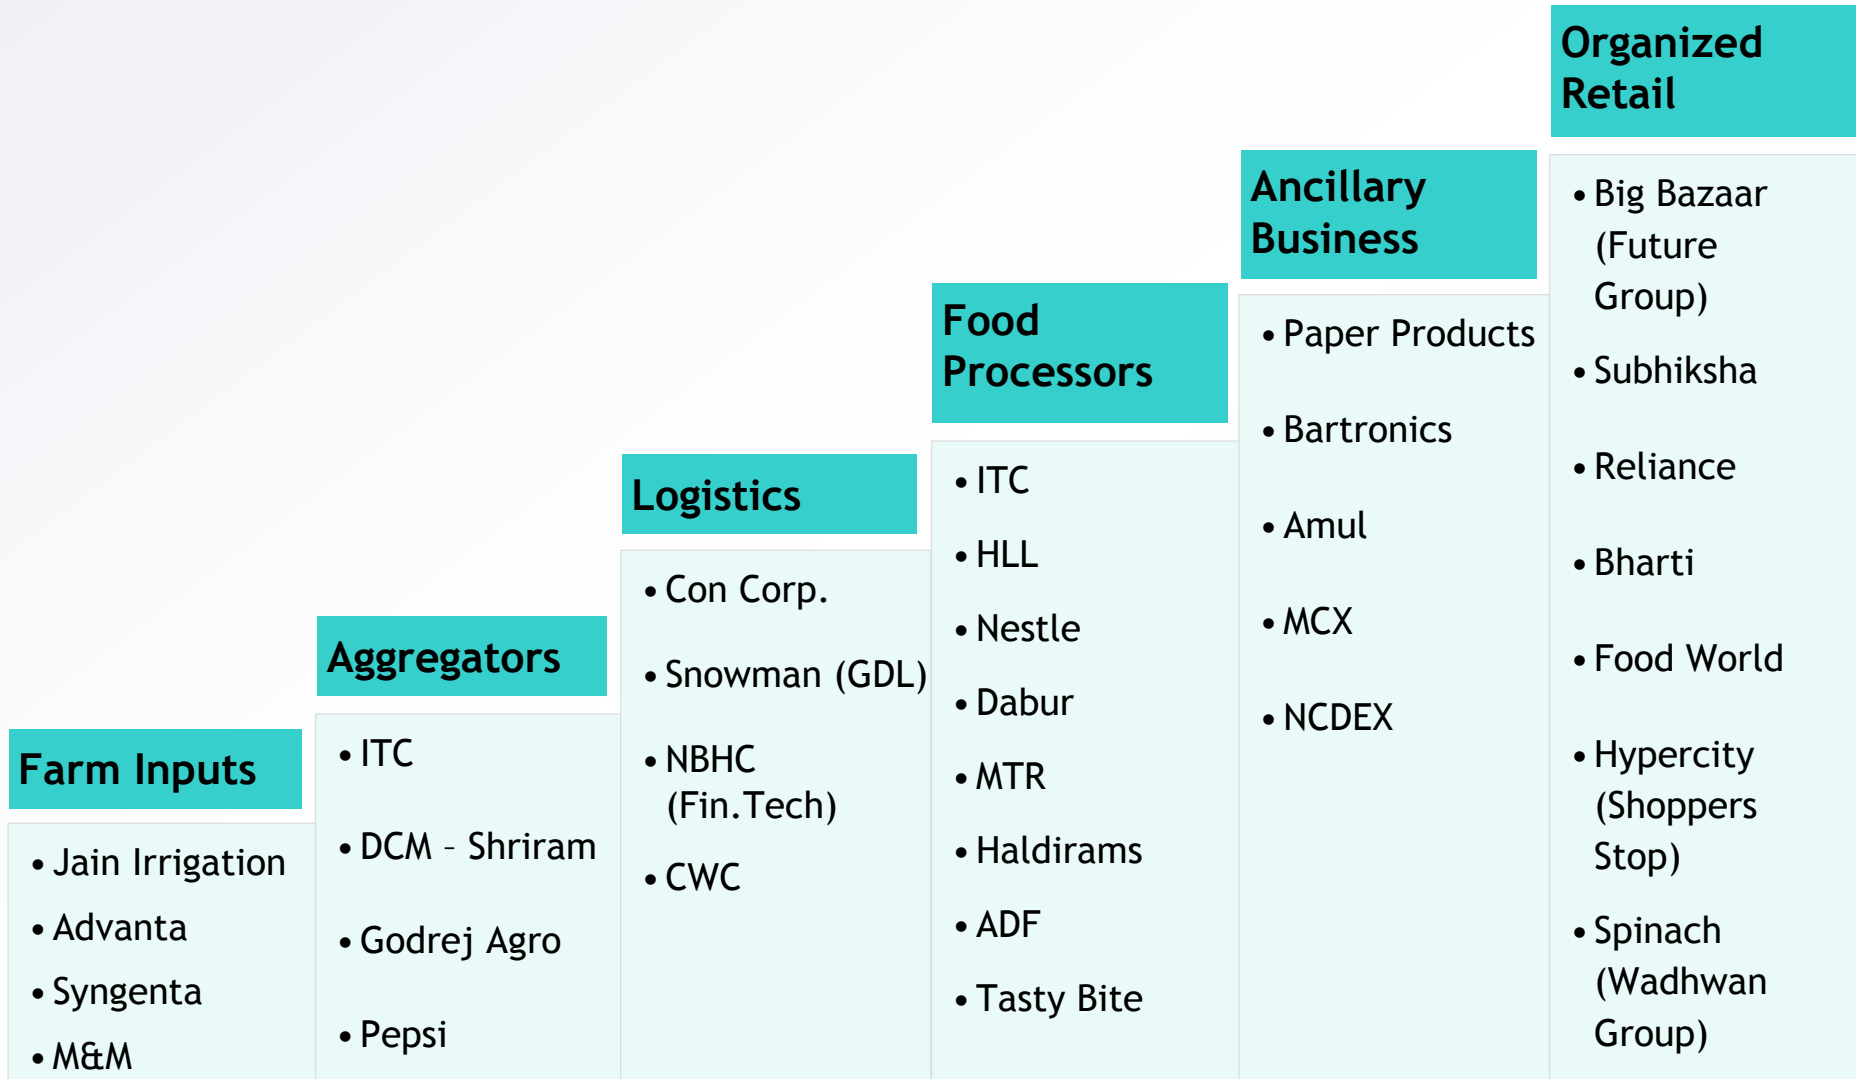 Farm Inputs
• Jain Irrigation
• Advanta
• Syngenta
• M&M
Aggregators
• ITC
• DCM – Shriram
• Godrej Agro
• Pepsi
Logistics
• Con Corp.
• Snowman (GDL)
• NBHC
(Fin.Tech)
• CWC
Food
Processors
• ITC
• HLL
• Nestle
• Dabur
• MTR
• Haldirams
• ADF
• Tasty Bite
Ancillary
Business
• Paper Products
• Bartronics
• Amul
• MCX
• NCDEX
Organized
Retail
• Big Bazaar
(Future
Group)
• Subhiksha
• Reliance
• Bharti
• Food World
• Hypercity
(Shoppers
Stop)
• Spinach
(Wadhwan
Group)